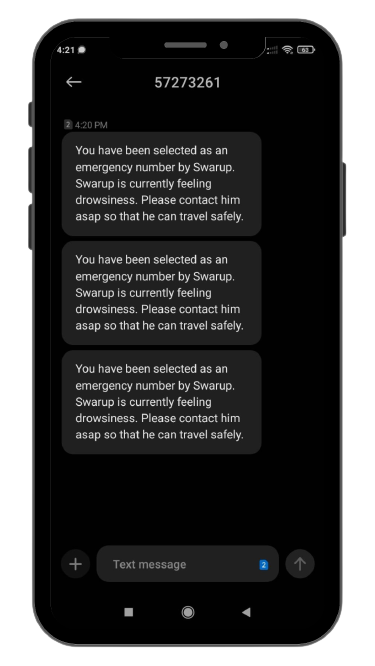 4:21
63
57273261
2 4:20 PM
You have been selected as an
emergency number by Swarup.
Swarup is currently feeling
drowsiness. Please contact him
asap so that he can travel safely.
You have been selected as an
emergency number by Swarup.
Swarup is currently feeling
drowsiness. Please contact him
asap so that he can travel safely.
You have been selected as an
emergency number by Swarup.
Swarup is currently feeling
drowsiness. Please contact him
asap so that he can travel safely.
Text message 2